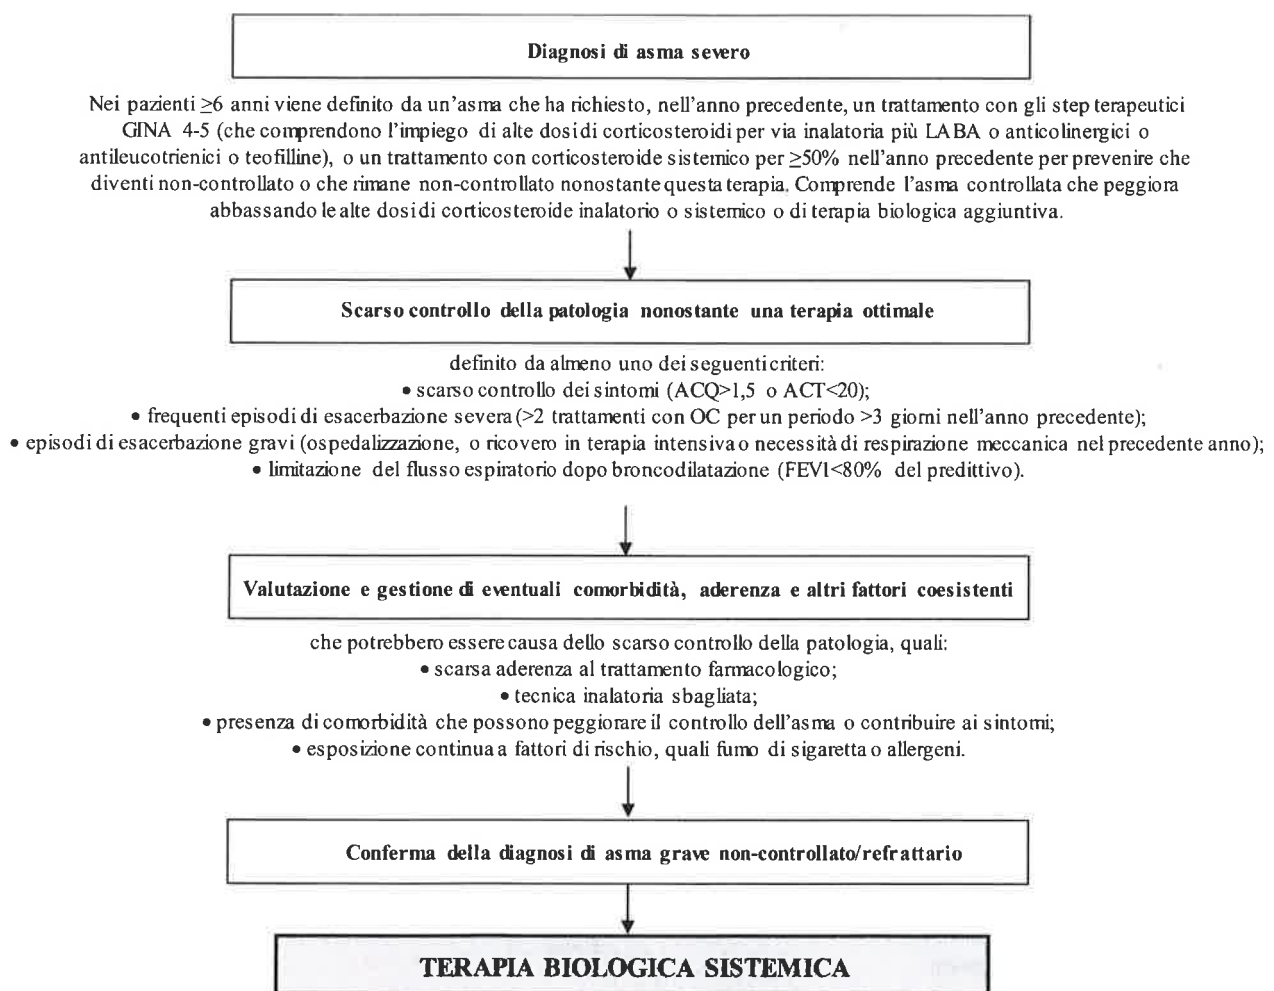 Diagnosi di asma severo
Nei pazienti ≥6 anni viene definito da un'asma che ha richiesto, nell'anno precedente, un trattamento con gli step terapeutici
GINA 4-5 (che comprendono l'impiego di alte dosi di corticosteroidi per via inalatoria più LABA o anticolinergici o
antileucotrienici o teofilline), o un trattamento con corticosteroide sistemico per ≥50% nell'anno precedente per prevenire che
diventi non-controllato o che rimane non-controllato nonostante questa terapia. Comprende l'asma controllata che peggiora
abbassando le alte dosi di corticosteroide inalatorio o sistemico o di terapia biologica aggiuntiva.
Scarso controllo della patologia nonostante una terapia ottimale
definito da almeno uno dei seguenti criteri:
• scarso controllo dei sintomi (ACQ>1,5 o ACT<20);
• frequenti episodi di esacerbazione severa (>2 trattamenti con OC per un periodo >3 giorni nell'anno precedente);
• episodi di esacerbazione gravi (ospedalizzazione, o ricovero in terapia intensiva o necessità di respirazione meccanica nel precedente anno);
• limitazione del flusso espiratorio dopo broncodilatazione (FEV1<80% del predittivo).
Valutazione e gestione di eventuali comorbidità, aderenza e altri fattori coesistenti
che potrebbero essere causa dello scarso controllo della patologia, quali:
• scarsa aderenza al trattamento farmacologico;
• tecnica inalatoria sbagliata;
• presenza di comorbidità che possono peggiorare il controllo dell'asma o contribuire ai sintomi;
• esposizione continua a fattori di rischio, quali fumo di sigaretta o allergeni.
Conferma della diagnosi di asma grave non-controllato/refrattario
TERAPIA BIOLOGICA SISTEMICA